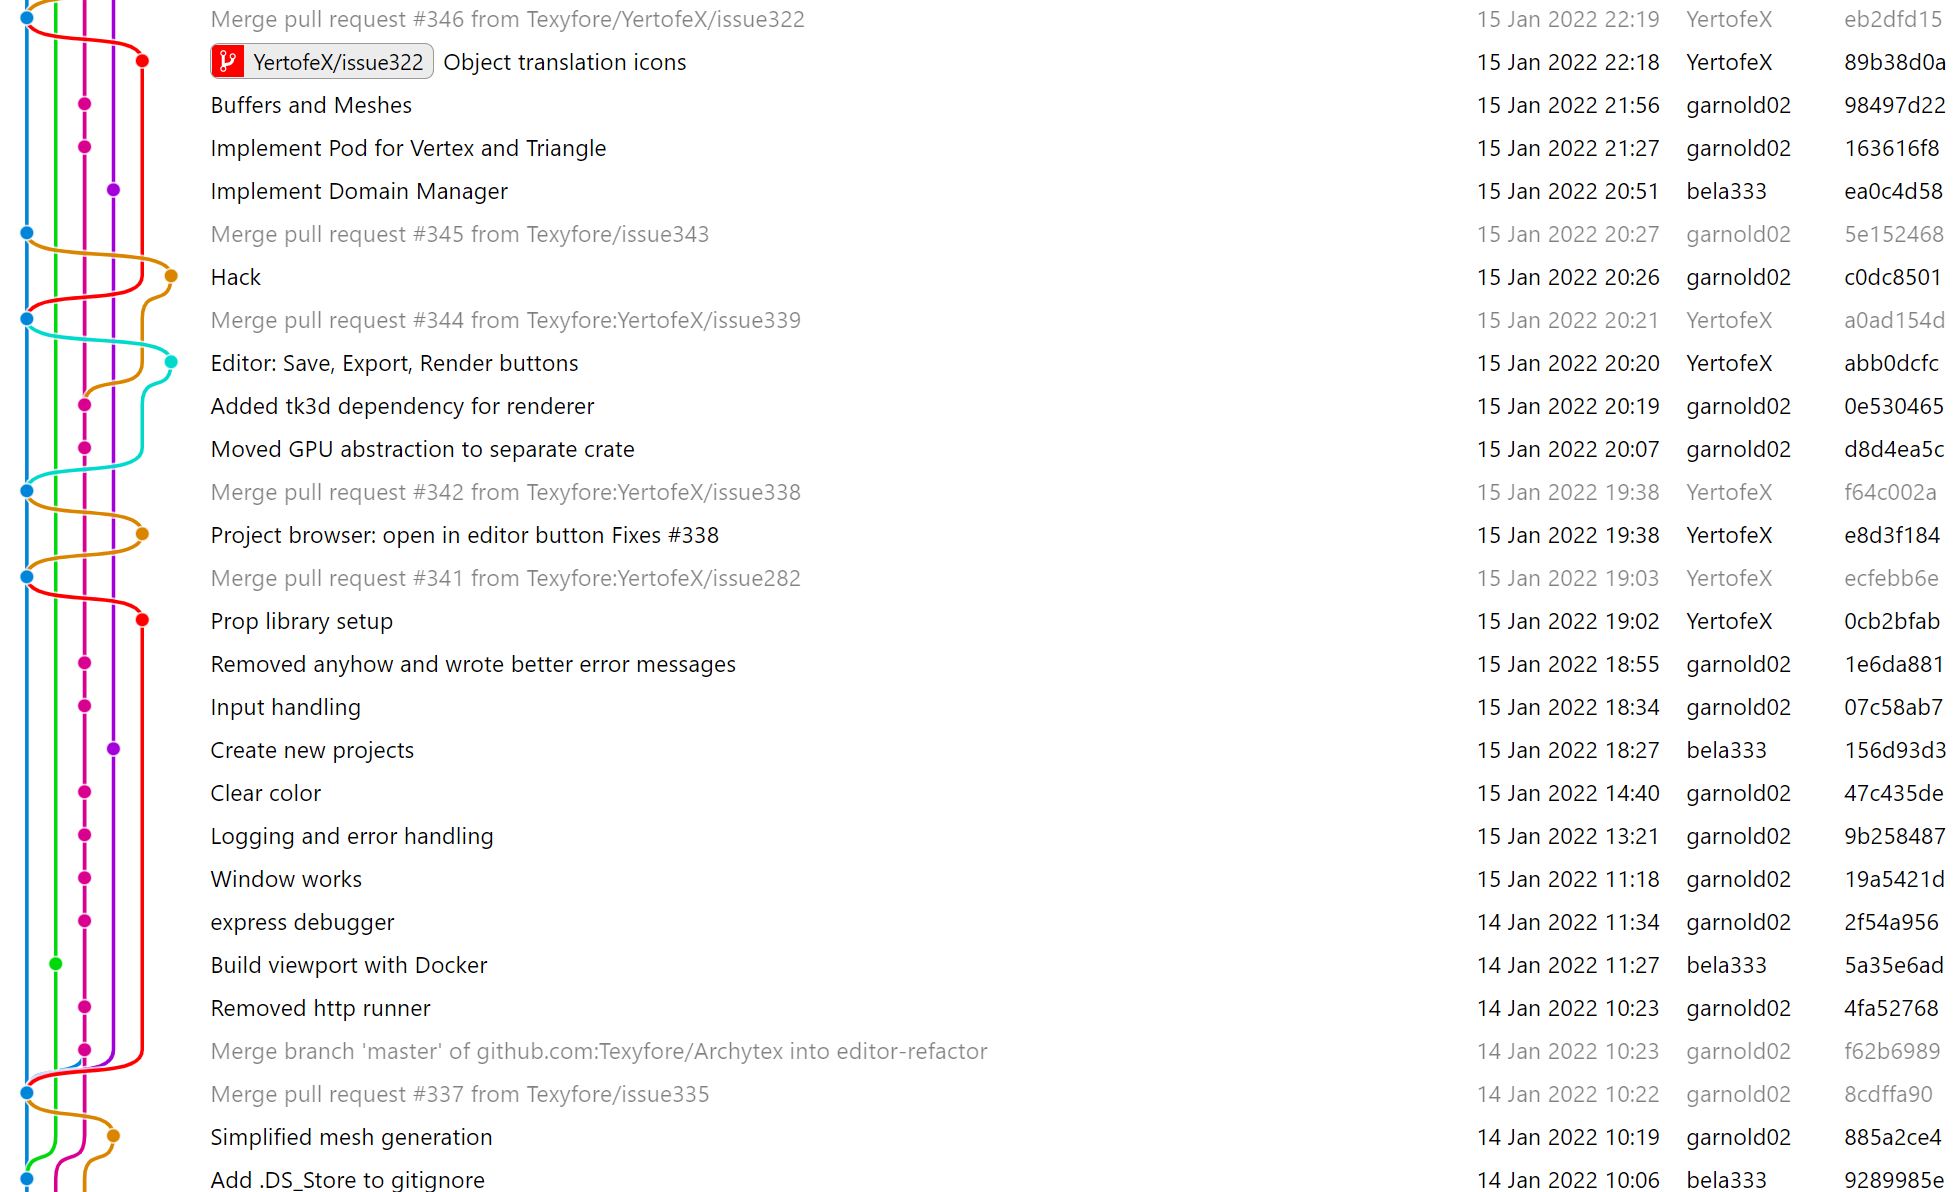 Merge pull request #346 from Texyfore/YertofeX/issue322 15 Jan 2022 22:19 YertofeX eb2dfd15
YertofeX/issue322 Object translation icons 15 Jan 2022 22:18 YertofeX 89b38d0a
Buffers and Meshes 15 Jan 2022 21:56 garnold02 98497d22
Implement Pod for Vertex and Triangle 15 Jan 2022 21:27 garnold02 163616f8
Implement Domain Manager 15 Jan 2022 20:51 bela333 ea0c4d58
Merge pull request #345 from Texyfore/issue343 15 Jan 2022 20:27 garnold02 5e152468
Hack 15 Jan 2022 20:26 garnold02 c0dc8501
Merge pull request #344 from Texyfore:YertofeX/issue339 15 Jan 2022 20:21 YertofeX a0ad154d
Editor: Save, Export, Render buttons 15 Jan 2022 20:20 YertofeX abb0dcfc
Added tk3d dependency for renderer 15 Jan 2022 20:19 garnold02 0e530465
Moved GPU abstraction to separate crate 15 Jan 2022 20:07 garnold02 d8d4ea5c
Merge pull request #342 from Texyfore:YertofeX/issue338 15 Jan 2022 19:38 YertofeX f64c002a
Project browser: open in editor button Fixes #338 15 Jan 2022 19:38 YertofeX e8d3f184
Merge pull request #341 from Texyfore:YertofeX/issue282 15 Jan 2022 19:03 YertofeX ecfebb6e
Prop library setup 15 Jan 2022 19:02 YertofeX 0cb2bfab
Removed anyhow and wrote better error messages 15 Jan 2022 18:55 garnold02 1e6da881
Input handling 15 Jan 2022 18:34 garnold02 07c58ab7
Create new projects 15 Jan 2022 18:27 bela333 156d93d3
Clear color 15 Jan 2022 14:40 garnold02 47c435de
Logging and error handling 15 Jan 2022 13:21 garnold02 9b258487
Window works 15 Jan 2022 11:18 garnold02 19a5421d
express debugger 14 Jan 2022 11:34 garnold02 2f54a956
Build viewport with Docker 14 Jan 2022 11:27 bela333 5a35e6ad
Removed http runner 14 Jan 2022 10:23 garnold02 4fa52768
Merge branch 'master' of github.com:Texyfore/Archytex into editor-refactor 14 Jan 2022 10:23 garnold02 f62b6989
Merge pull request #337 from Texyfore/issue335 14 Jan 2022 10:22 garnold02 8cdffa90
Simplified mesh generation 14 Jan 2022 10:19 garnold02 885a2ce4
Add .DS_Store to gitignore 14 Jan 2022 10:06 bela333 9289985e